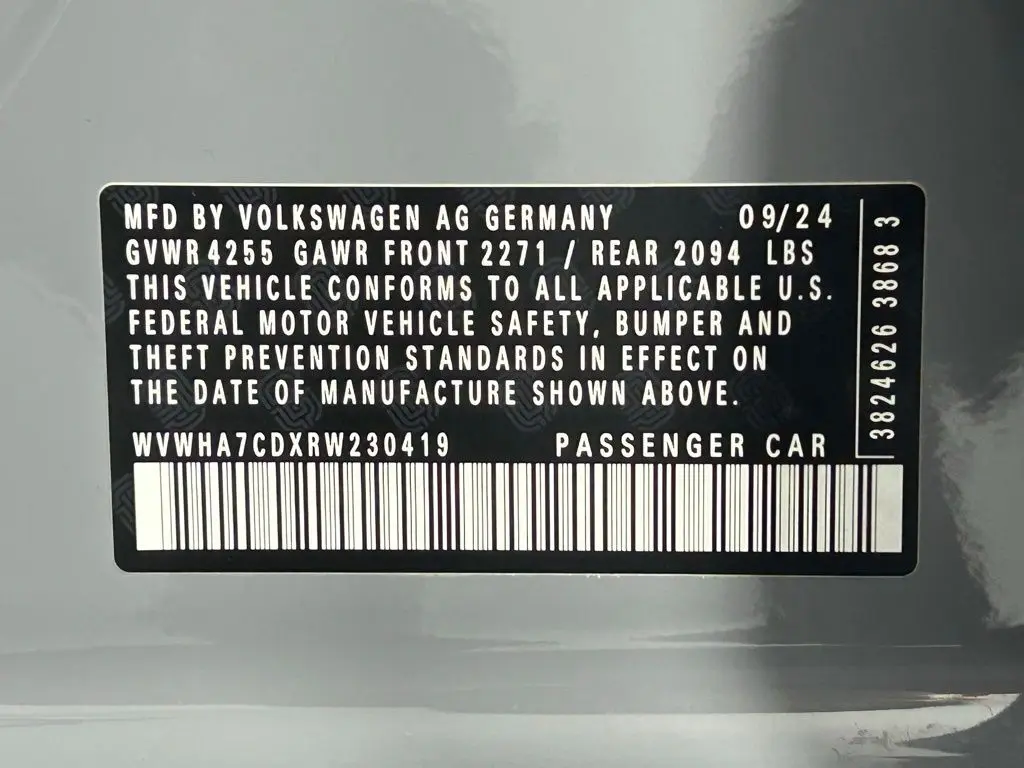 MFD BY VOLKSWAGEN AG GERMANY 09/24
GVWR 4255 GAWR FRONT 2271 / REAR 2094 LBS
THIS VEHICLE CONFORMS TO ALL APPLICABLE U.S.
FEDERAL MOTOR VEHICLE SAFETY, BUMPER AND
THEFT PREVENTION STANDARDS IN EFFECT ON
THE DATE OF MANUFACTURE SHOWN ABOVE.
WVWHA7CDXRW230419 PASSENGER CAR
3824626 3868 3